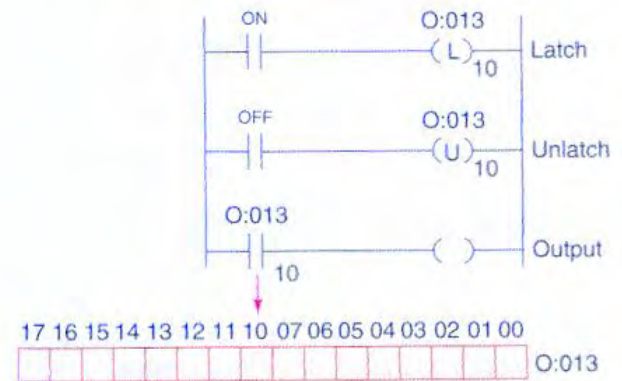 ON O:013
L Latch
10
OFF O:013
U Unlatch
10
O:013
Output
10
17 16 15 14 13 12 11 10 07 06 05 04 03 02 01 00
O:013